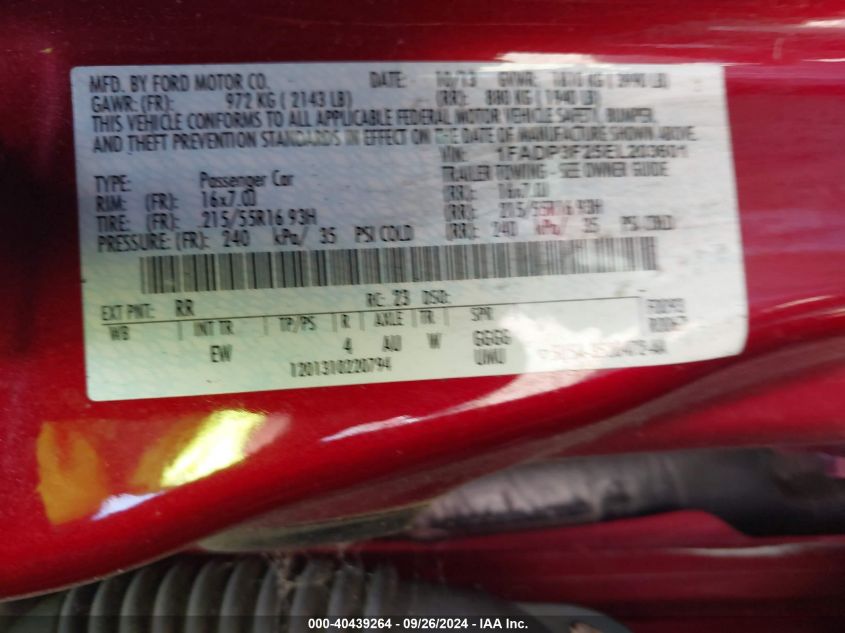 MFD. BY FORD MOTOR CO. DATE: 10/13 GVWR: 1810 KG ( 3990 LB)
GAWR: (FR): 972 KG ( 2143 LB) (RR): 880 KG ( 1940 LB)
THIS VEHICLE CONFORMS TO ALL APPLICABLE FEDERAL MOTOR VEHICLE SAFETY, BUMPER,
AND THEFT PREVENTION STANDARDS IN EFFECT ON THE DATE OF MANUFACTURE SHOWN ABOVE.
VIN: 1FADP3F25EL203601
TYPE: Passenger Car TRAILER TOWING - SEE OWNER GUIDE
RIM: (FR): 16x7.0J (RR): 16x7.0J
TIRE: (FR): 215/55R16 93H (RR): 215/55R16 93H
PRESSURE: (FR): 240 kPa/ 35 PSI COLD (RR): 240 kPa/ 35 PSI COLD
EXT PNT: RR RC: 23 DSO:
WB INT TR TP/PS R AXLE TR SPR
EW 4 AU W GGGG
1201310220794 UWU
000-40439264 - 09/26/2024 - IAA Inc.